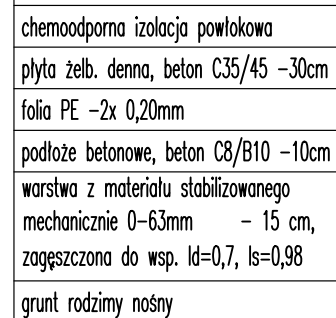 chemoodporna izolacja powłokowa
płyta żelb. denna, beton C35/45 –30cm
folia PE –2x 0,20mm
podłoże betonowe, beton C8/B10 –10cm
warstwa z materiału stabilizowanego
mechanicznie 0–63mm – 15 cm,
zagęszczona do wsp. Id=0,7, Is=0,98
grunt rodzimy nośny